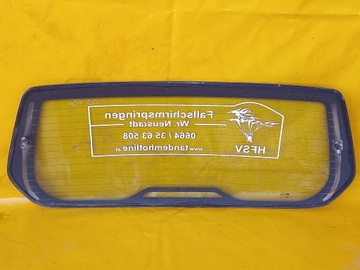 Fallschirmspringen
Wr. Neustadt
0664 / 35 63 508
www.tandemhotline.at
HFSV